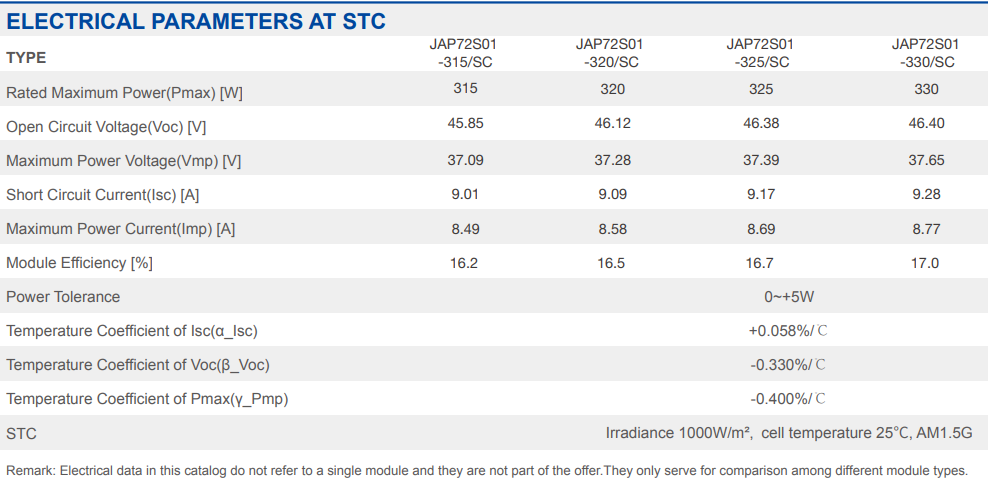 ELECTRICAL PARAMETERS AT STC
TYPE JAP72S01 -315/SC JAP72S01 -320/SC JAP72S01 -325/SC JAP72S01 -330/SC
Rated Maximum Power(Pmax) [W] 315 320 325 330
Open Circuit Voltage(Voc) [V] 45.85 46.12 46.38 46.40
Maximum Power Voltage(Vmp) [V] 37.09 37.28 37.39 37.65
Short Circuit Current(Isc) [A] 9.01 9.09 9.17 9.28
Maximum Power Current(Imp) [A] 8.49 8.58 8.69 8.77
Module Efficiency [%] 16.2 16.5 16.7 17.0
Power Tolerance 0~+5W
Temperature Coefficient of Isc(α_Isc) +0.058%/℃
Temperature Coefficient of Voc(β_Voc) -0.330%/℃
Temperature Coefficient of Pmax(γ_Pmp) -0.400%/℃
STC Irradiance 1000W/m², cell temperature 25℃, AM1.5G
Remark: Electrical data in this catalog do not refer to a single module and they are not part of the offer.They only serve for comparison among different module types.